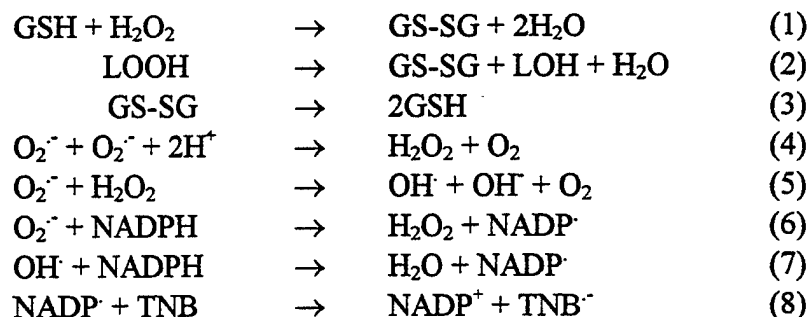 GSH + H₂O₂ → GS-SG + 2H₂O (1)
LOOH → GS-SG + LOH + H₂O (2)
GS-SG → 2GSH (3)
O₂·⁻ + O₂·⁻ + 2H⁺ → H₂O₂ + O₂ (4)
O₂·⁻ + H₂O₂ → OH· + OH⁻ + O₂ (5)
O₂·⁻ + NADPH → H₂O₂ + NADP· (6)
OH· + NADPH → H₂O + NADP· (7)
NADP· + TNB → NADP⁺ + TNB·⁻ (8)